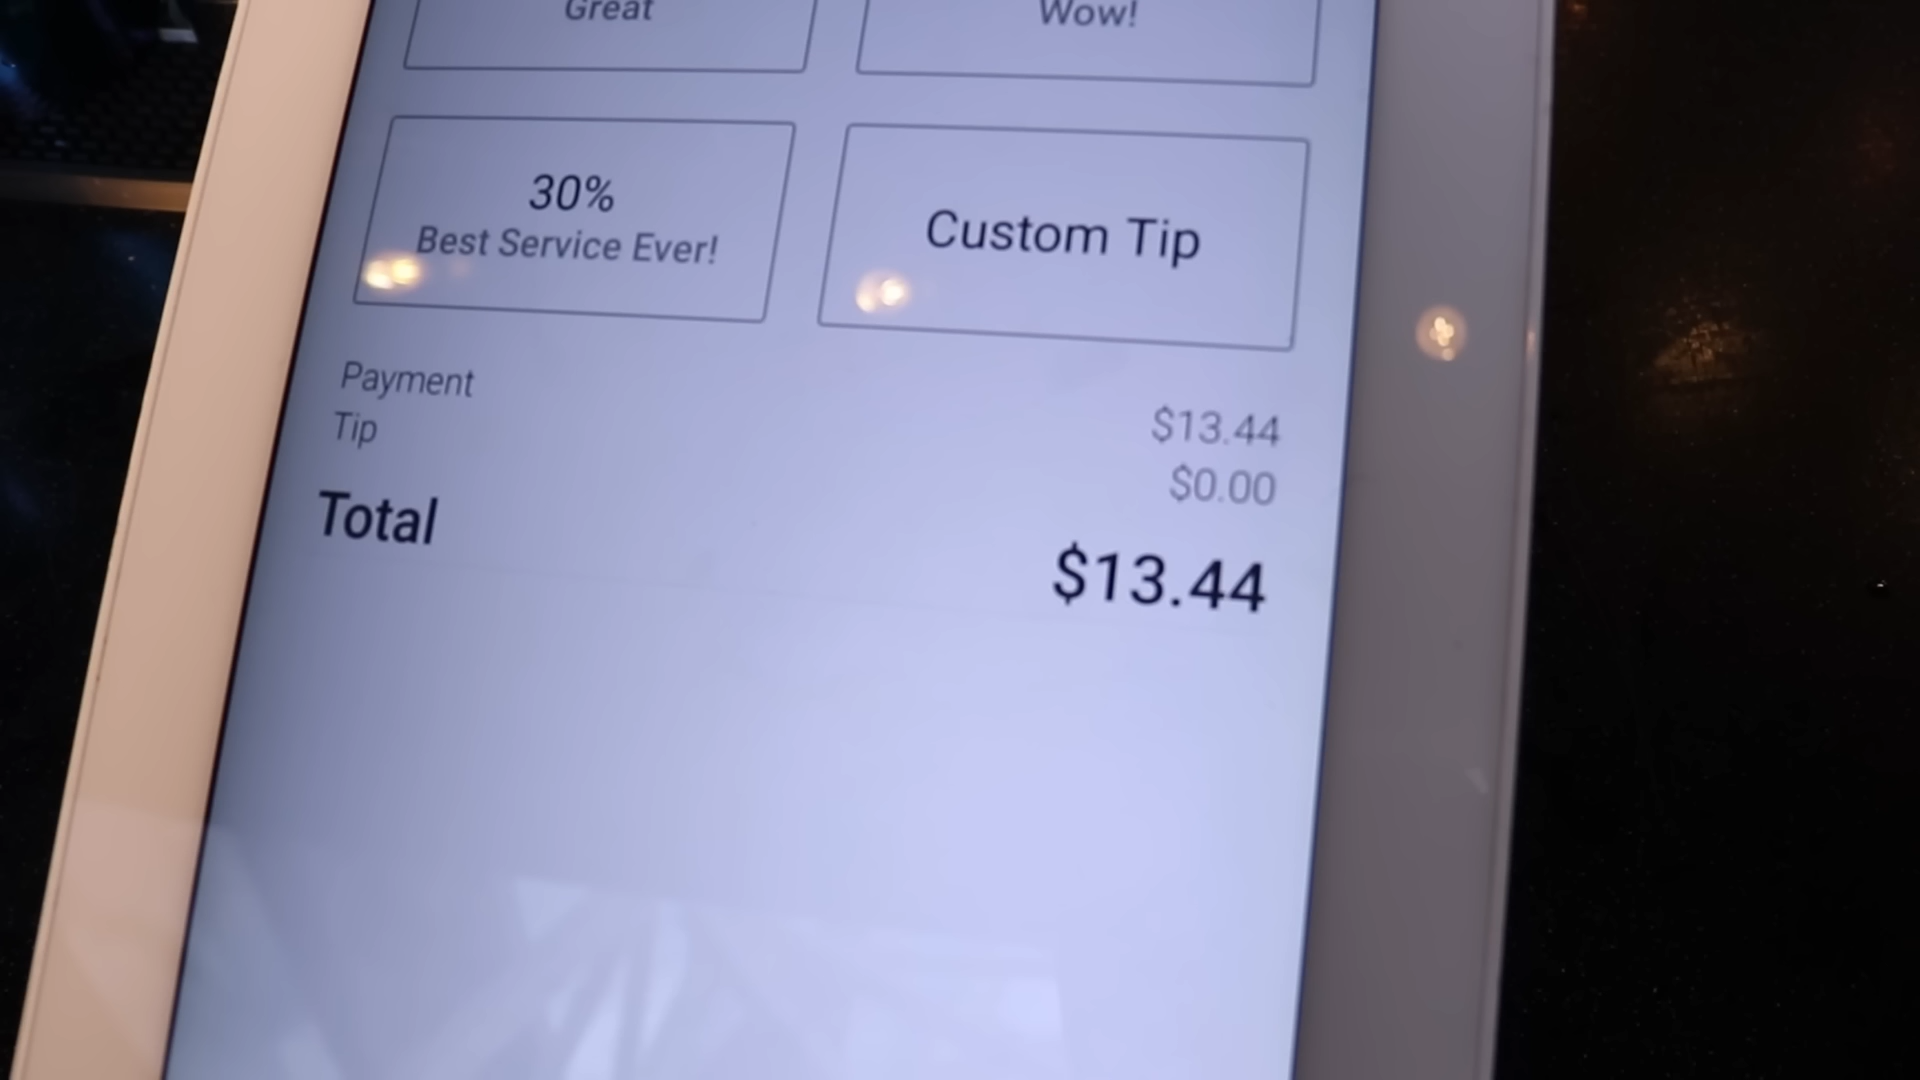 Great
Wow!
30%
Best Service Ever!
Custom Tip
Payment $13.44
Tip $0.00
Total $13.44